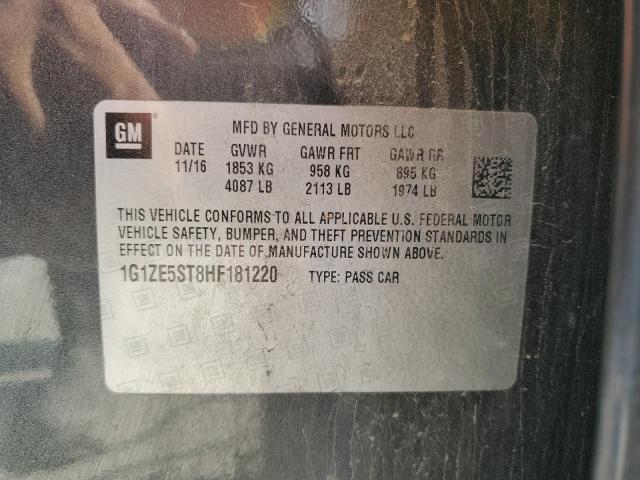 GM MFD BY GENERAL MOTORS LLC
DATE GVWR GAWR FRT GAWR RR
11/16 1853 KG 958 KG 895 KG
4087 LB 2113 LB 1974 LB
THIS VEHICLE CONFORMS TO ALL APPLICABLE U.S. FEDERAL MOTOR
VEHICLE SAFETY, BUMPER, AND THEFT PREVENTION STANDARDS IN
EFFECT ON THE DATE OF MANUFACTURE SHOWN ABOVE.
1G1ZE5ST8HF181220 TYPE: PASS CAR